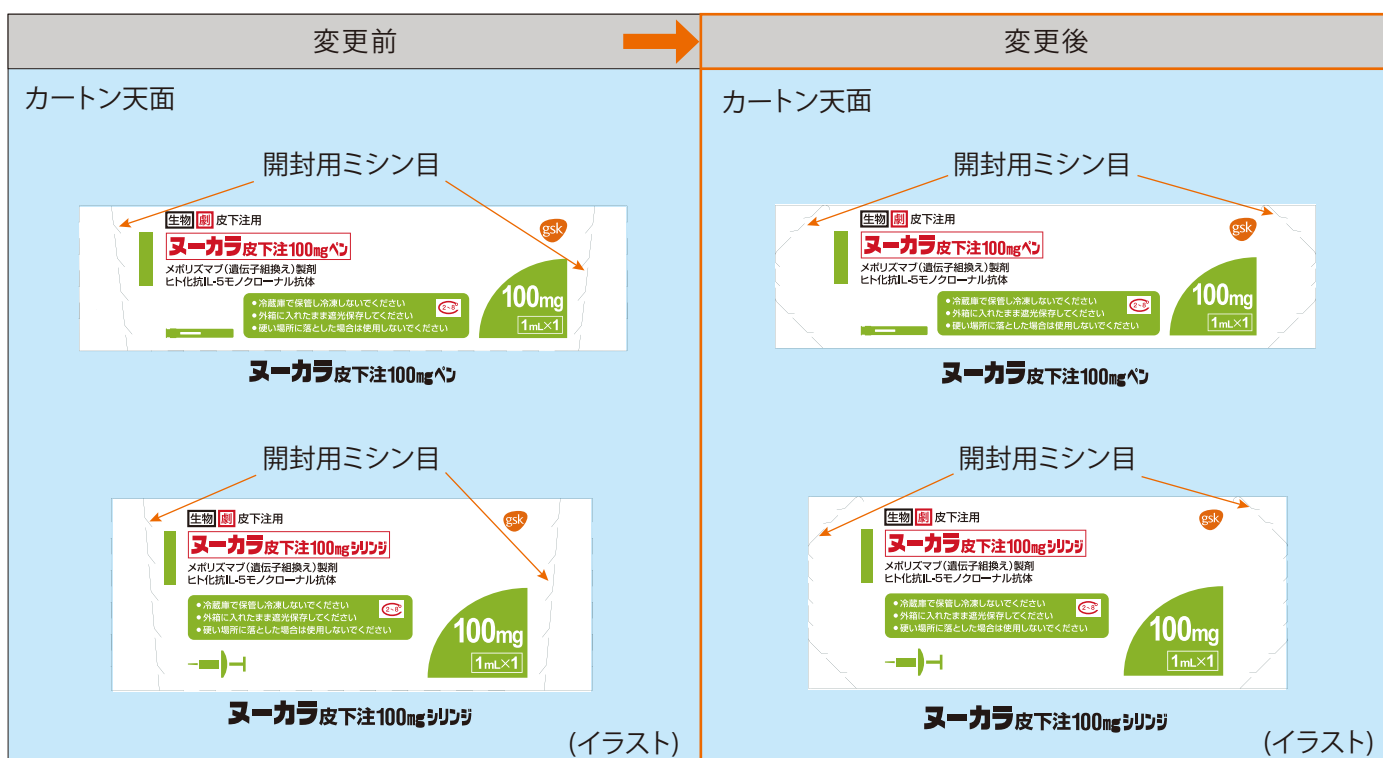 変更前
カートン天面
開封用ミシン目
生物 劇 皮下注用
gsk
ヌーカラ皮下注100mgペン
メポリズマブ(遺伝子組換え)製剤
ヒト化抗IL-5モノクローナル抗体
●冷蔵庫で保管し冷凍しないでください
●外箱に入れたまま遮光保存してください
●硬い場所に落とした場合は使用しないでください
2~8°
100mg
1mL×1
ヌーカラ皮下注100mgペン
開封用ミシン目
生物 劇 皮下注用
gsk
ヌーカラ皮下注100mgシリンジ
メポリズマブ(遺伝子組換え)製剤
ヒト化抗IL-5モノクローナル抗体
●冷蔵庫で保管し冷凍しないでください
●外箱に入れたまま遮光保存してください
●硬い場所に落とした場合は使用しないでください
2~8°
100mg
1mL×1
ヌーカラ皮下注100mgシリンジ
(イラスト)
変更後
カートン天面
開封用ミシン目
生物 劇 皮下注用
gsk
ヌーカラ皮下注100mgペン
メポリズマブ(遺伝子組換え)製剤
ヒト化抗IL-5モノクローナル抗体
●冷蔵庫で保管し冷凍しないでください
●外箱に入れたまま遮光保存してください
●硬い場所に落とした場合は使用しないでください
2~8°
100mg
1mL×1
ヌーカラ皮下注100mgペン
開封用ミシン目
生物 劇 皮下注用
gsk
ヌーカラ皮下注100mgシリンジ
メポリズマブ(遺伝子組換え)製剤
ヒト化抗IL-5モノクローナル抗体
●冷蔵庫で保管し冷凍しないでください
●外箱に入れたまま遮光保存してください
●硬い場所に落とした場合は使用しないでください
2~8°
100mg
1mL×1
ヌーカラ皮下注100mgシリンジ
(イラスト)